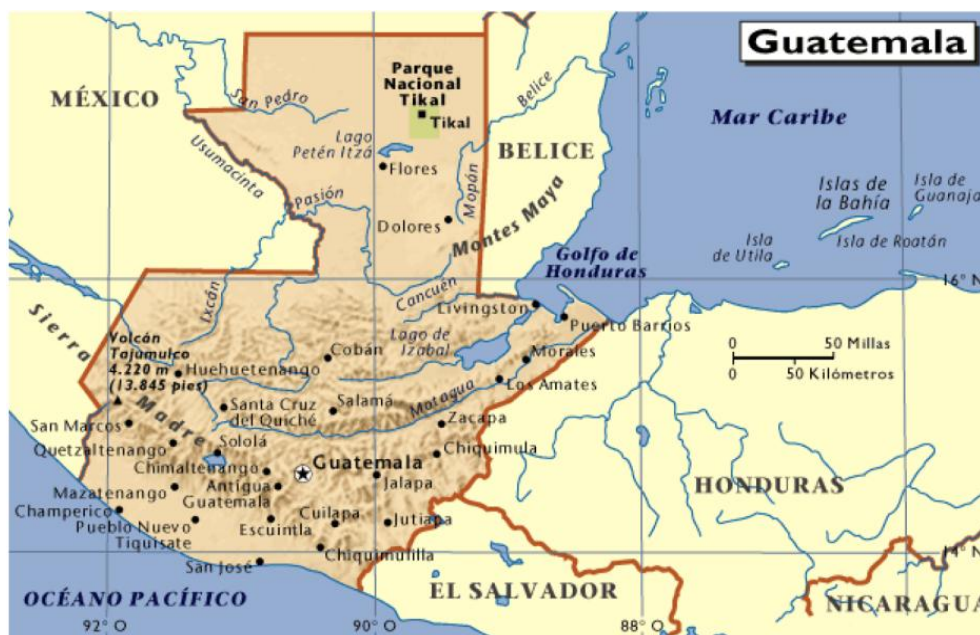 Guatemala
MÉXICO
San Pedro
Parque
Nacional
Tikal
Tikal
Belice
Mar Caribe
Lago
Petén Itzá
Flores
BELICE
Usumacinta
Pasión
Mopán
Dolores
Montes Maya
Islas de
la Bahía
Isla de
Guanaja
Isla
de Utila
Isla de Roatán
Golfo de
Honduras
16° N
Cancuén
Livingston
Puerto Barrios
Sierra
Madre
Ixcán
Lago de
Izabal
Volcán
Tajumulco
4.220 m
(13.845 pies)
Huehuetenango
Cobán
Morales
50 Millas
0
0
50 Kilómetros
Los Amates
Motagua
Santa Cruz
del Quiché
Salamá
Zacapa
San Marcos
Quetzaltenango
Sololá
Chiquimula
Chimaltenango
Guatemala
Antigua
Guatemala
Jalapa
Mazatenango
HONDURAS
Champerico
Pueblo Nuevo
Tiquisate
Escuintla
Cuilapa
Jutiapa
Chiquimulilla
San José
14° N
EL SALVADOR
NICARAGUA
OCÉANO PACÍFICO
92° O
90° O
88° O